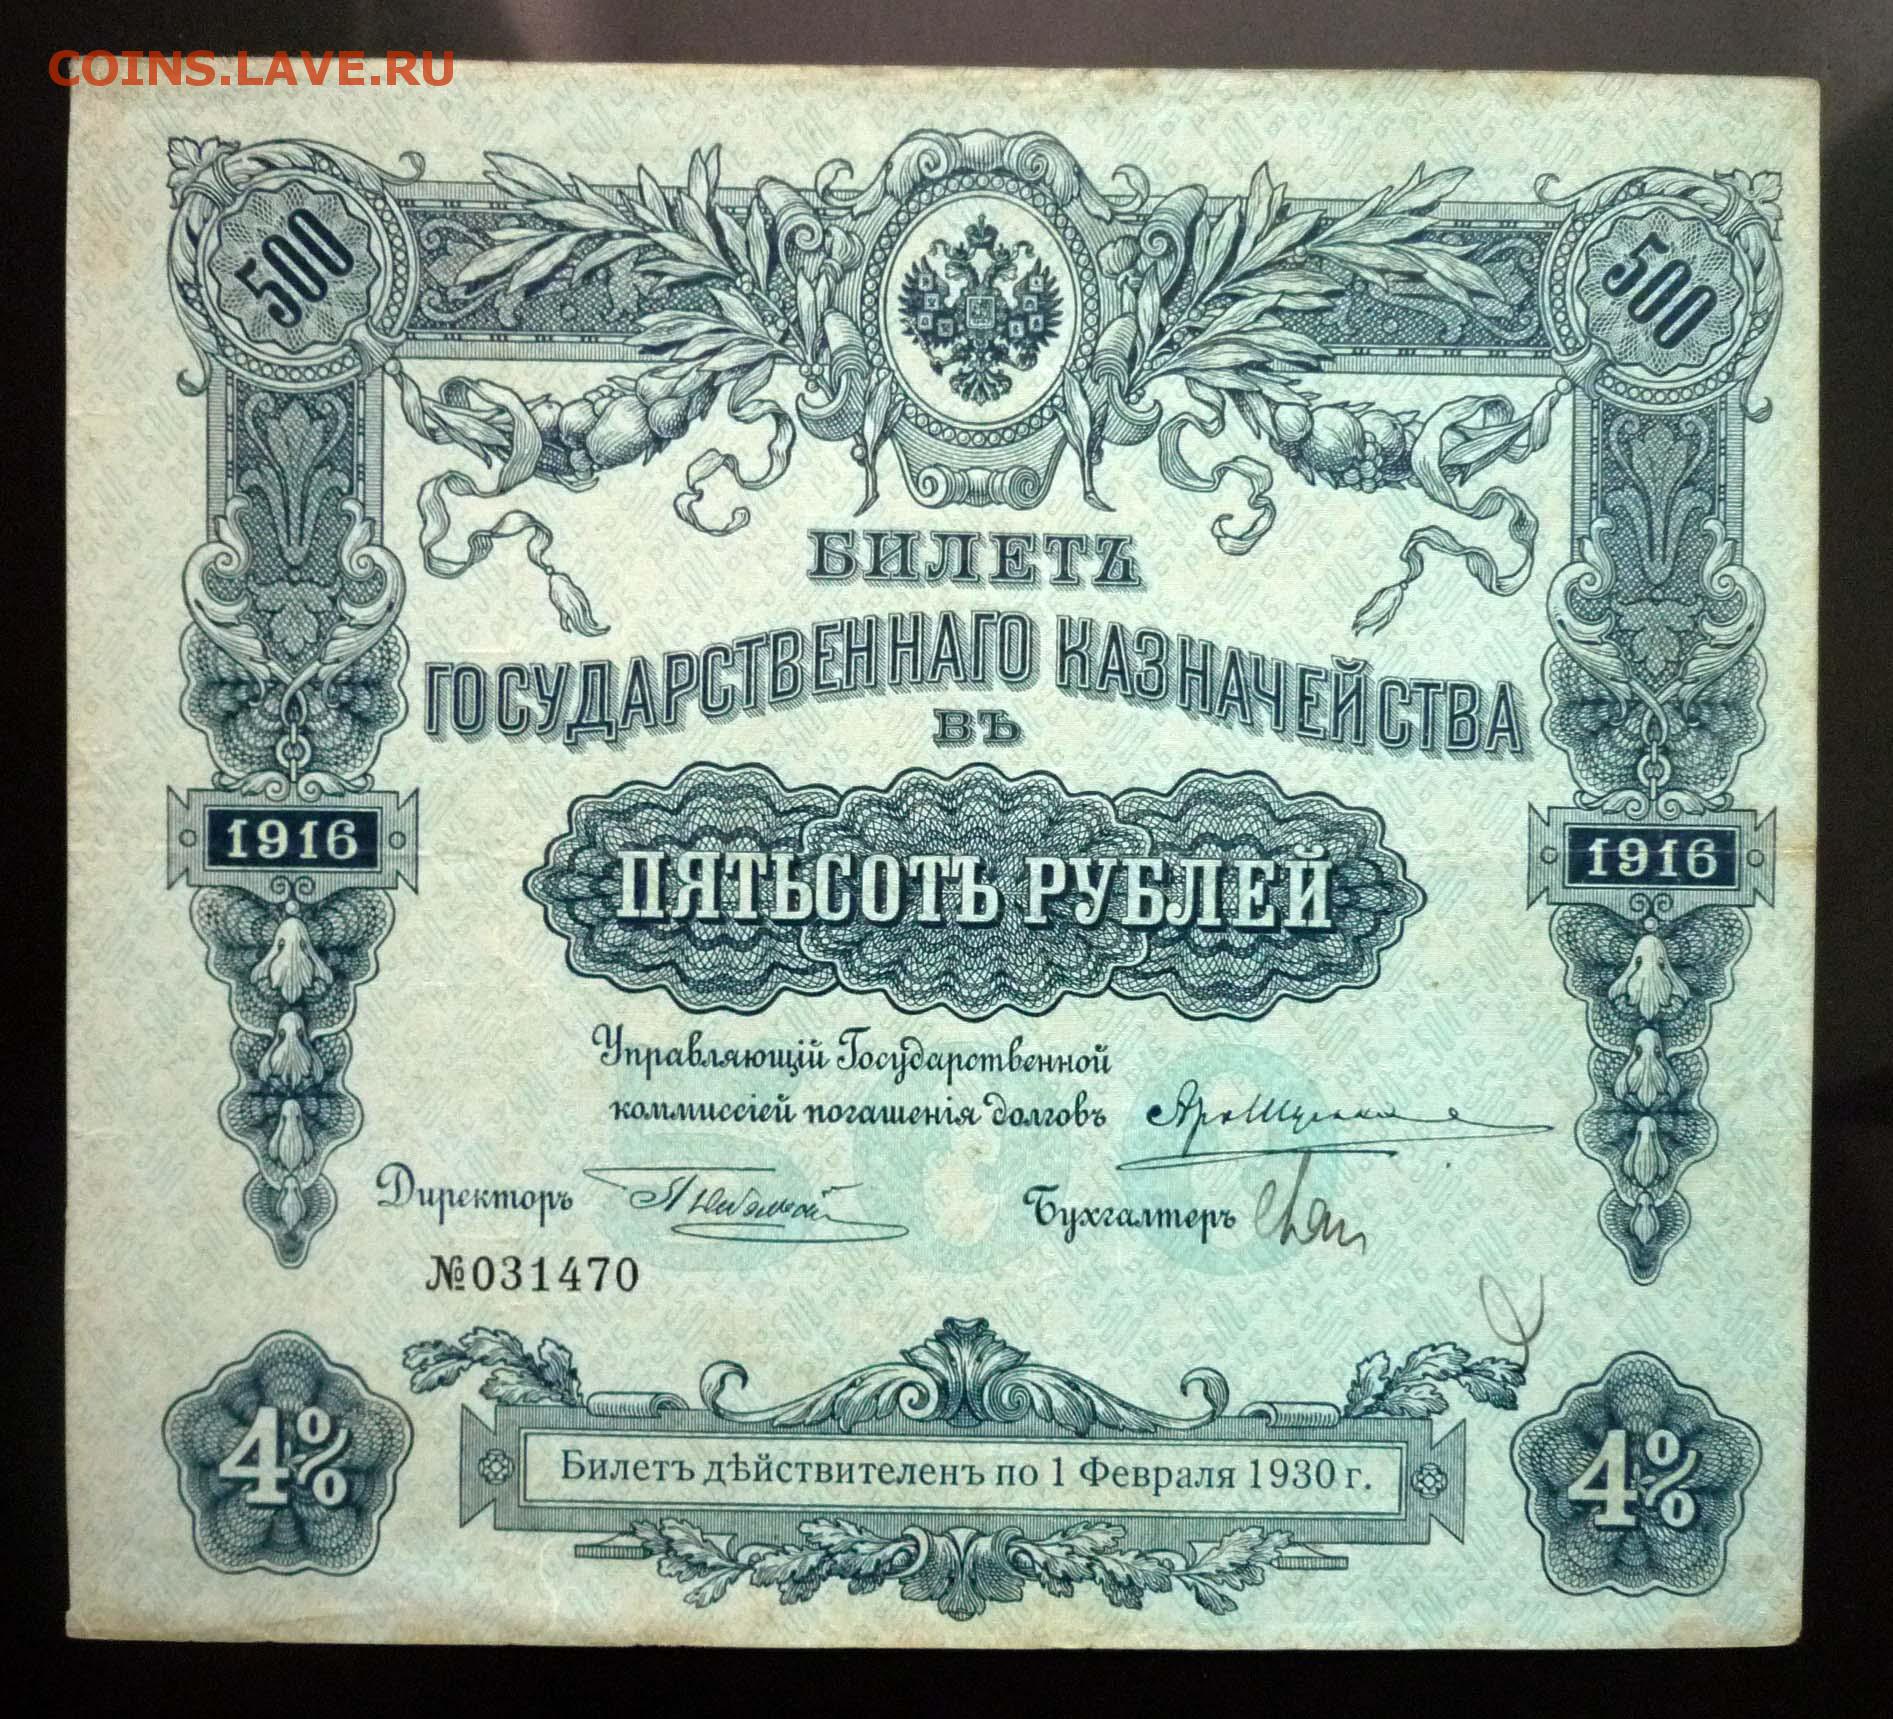 COINS.LAVE.RU
500 500
БИЛЕТЪ
ГОСУДАРСТВЕННАГО КАЗНАЧЕЙСТВА
ВЪ
1916 1916
ПЯТЬСОТЪ РУБЛЕЙ
Управляющій Государственной
коммиссіей погашенія долговъ
Директоръ Бухгалтеръ
№031470
4% 4%
Билетъ дѣйствителенъ по 1 Февраля 1930 г.